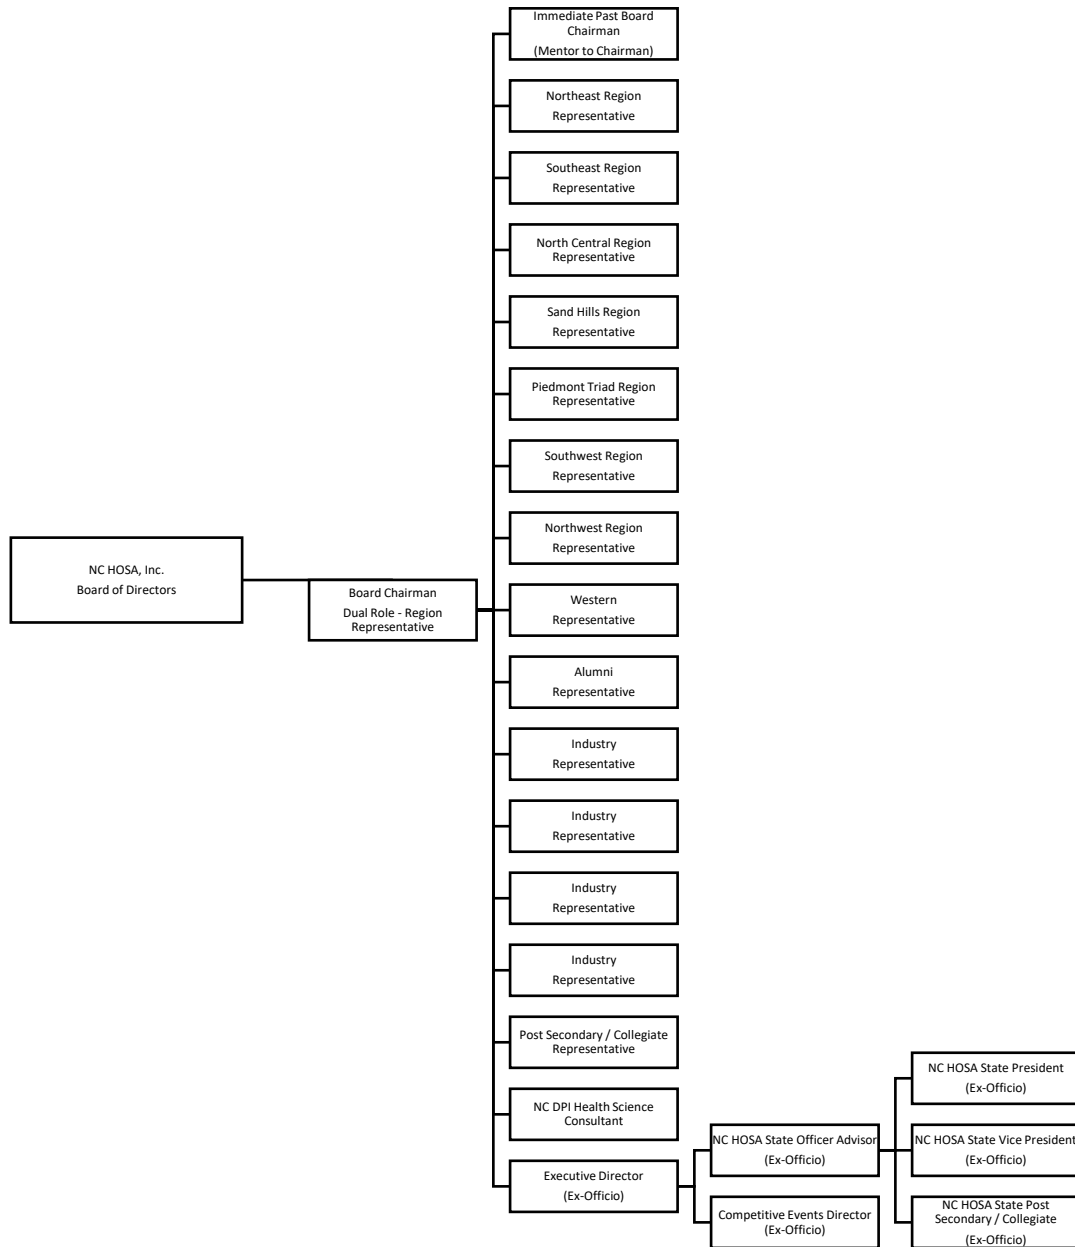 Immediate Past Board
Chairman
(Mentor to Chairman)
Northeast Region
Representative
Southeast Region
Representative
North Central Region
Representative
Sand Hills Region
Representative
Piedmont Triad Region
Representative
Southwest Region
Representative
Northwest Region
Representative
NC HOSA, Inc.
Board of Directors
Board Chairman
Dual Role - Region
Representative
Western
Representative
Alumni
Representative
Industry
Representative
Industry
Representative
Industry
Representative
Industry
Representative
Post Secondary / Collegiate
Representative
NC DPI Health Science
Consultant
Executive Director
(Ex-Officio)
NC HOSA State Officer Advisor
(Ex-Officio)
Competitive Events Director
(Ex-Officio)
NC HOSA State President
(Ex-Officio)
NC HOSA State Vice President
(Ex-Officio)
NC HOSA State Post
Secondary / Collegiate
(Ex-Officio)